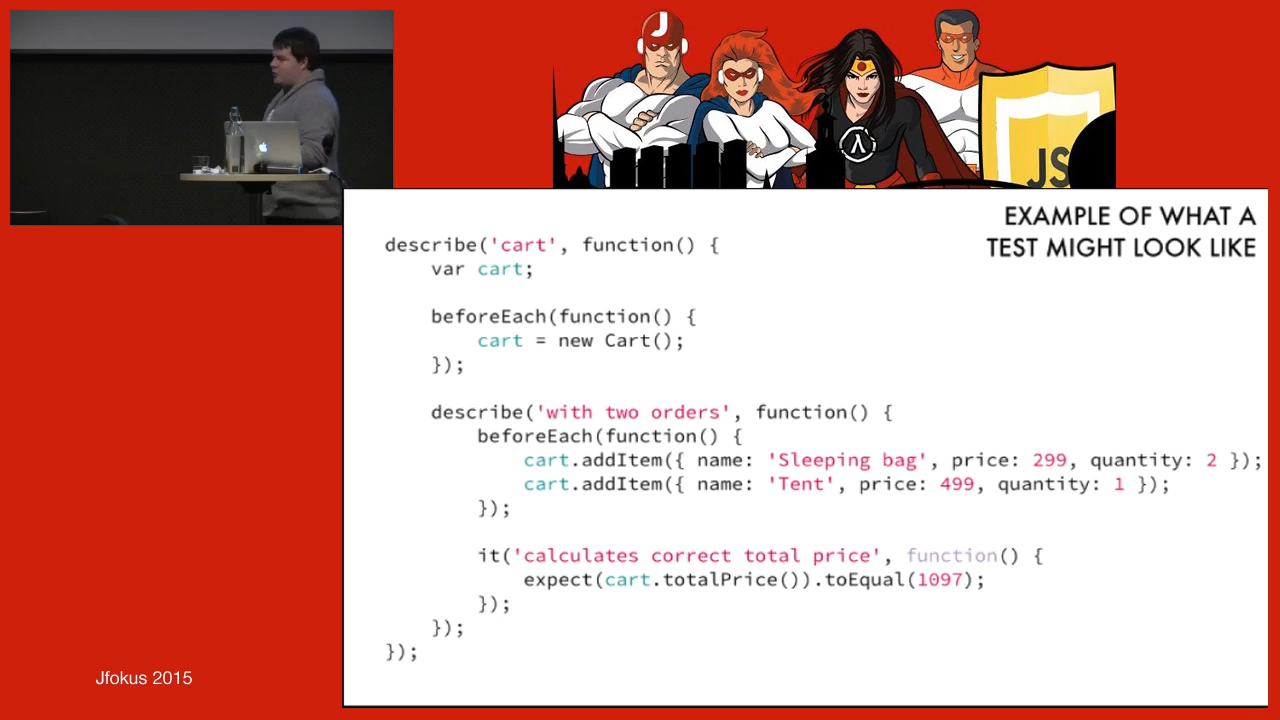 J
JS
EXAMPLE OF WHAT A
TEST MIGHT LOOK LIKE
describe('cart', function() {
    var cart;
    beforeEach(function() {
        cart = new Cart();
    });
    describe('with two orders', function() {
        beforeEach(function() {
            cart.addItem({ name: 'Sleeping bag', price: 299, quantity: 2 });
            cart.addItem({ name: 'Tent', price: 499, quantity: 1 });
        });
        it('calculates correct total price', function() {
            expect(cart.totalPrice()).toEqual(1097);
        });
    });
});
Jfokus 2015